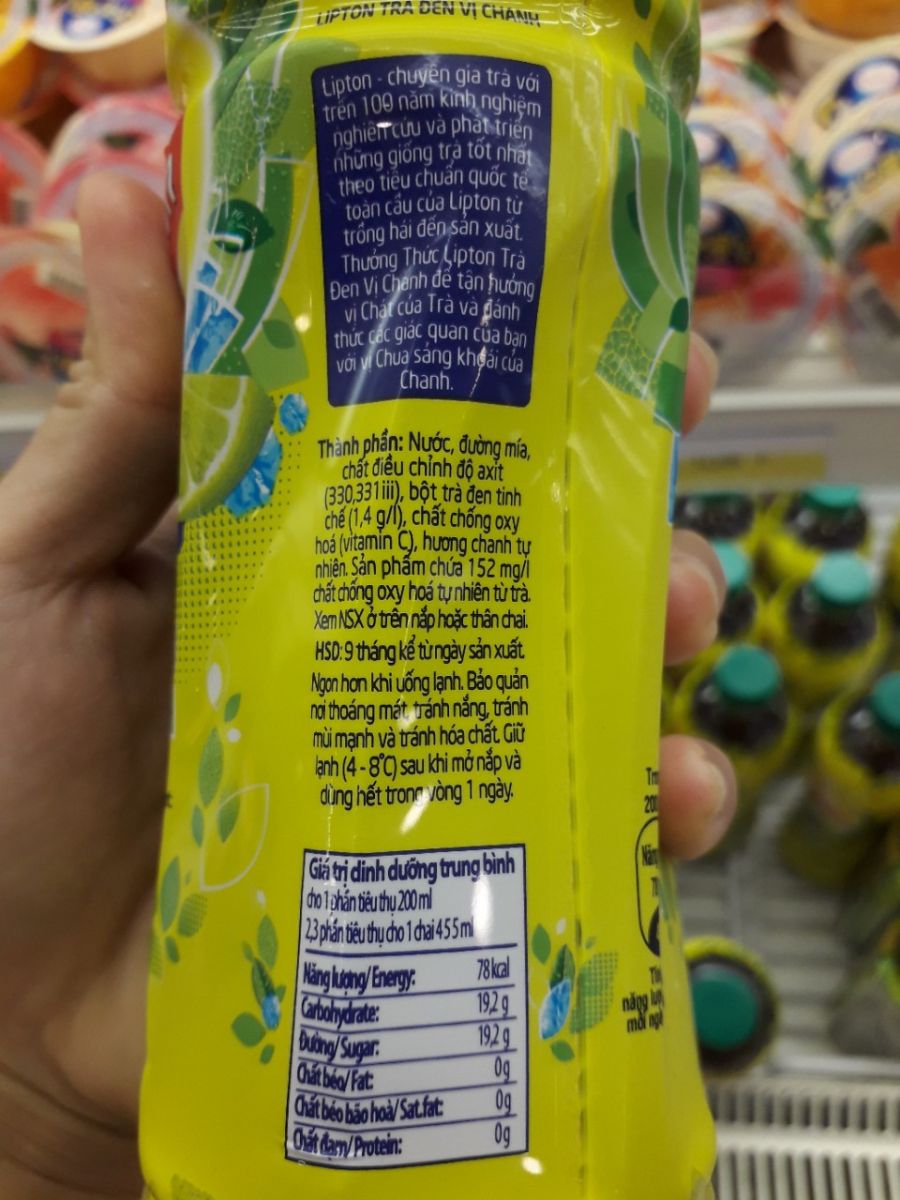 LIPTON TRÀ ĐEN VỊ CHANH
Lipton - chuyên gia trà với
trên 100 năm kinh nghiệm
nghiên cứu và phát triển
những giống trà tốt nhất
theo tiêu chuẩn quốc tế
toàn cầu của Lipton từ
trồng hái đến sản xuất.
Thưởng Thức Lipton Trà
Đen Vị Chanh để tận hưởng
vị Chát của Trà và đánh
thức các giác quan của bạn
với vị Chua sảng khoái của
Chanh.
Thành phần: Nước, đường mía,
chất điều chỉnh độ axít
(330,331iii), bột trà đen tinh
chế (1,4 g/l), chất chống oxy
hoá (vitamin C), hương chanh tự
nhiên. Sản phẩm chứa 152 mg/l
chất chống oxy hoá tự nhiên từ trà.
Xem NSX ở trên nắp hoặc thân chai.
HSD: 9 tháng kể từ ngày sản xuất.
Ngon hơn khi uống lạnh. Bảo quản
nơi thoáng mát, tránh nắng, tránh
mùi mạnh và tránh hóa chất. Giữ
lạnh (4 - 8°C) sau khi mở nắp và
dùng hết trong vòng 1 ngày.
Giá trị dinh dưỡng trung bình
cho 1 phần tiêu thụ 200 ml
2,3 phần tiêu thụ cho 1 chai 455ml
Năng lượng/ Energy: 78 kcal
Carbohydrate: 19,2 g
Đường/ Sugar: 19,2 g
Chất béo/ Fat: 0g
Chất béo bão hoà/ Sat.fat: 0g
Chất đạm/ Protein: 0g
năng lượ
mỗi ngà